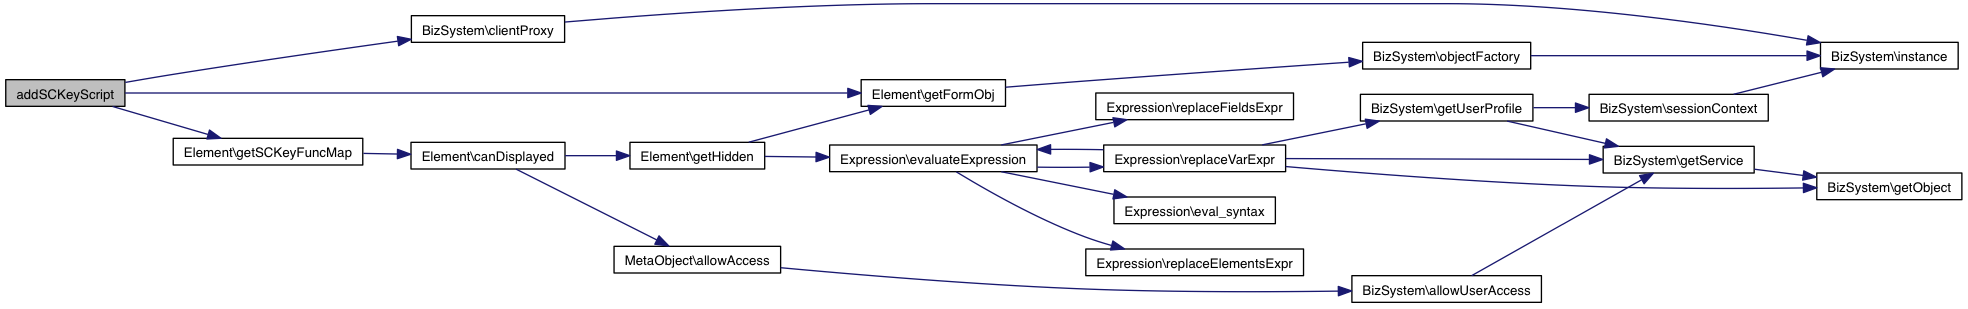 addSCKeyScript
BizSystem\clientProxy
Element\getSCKeyFuncMap
Element\canDisplayed
Element\getHidden
MetaObject\allowAccess
Element\getFormObj
Expression\evaluateExpression
Expression\replaceFieldsExpr
Expression\replaceVarExpr
Expression\eval_syntax
Expression\replaceElementsExpr
BizSystem\objectFactory
BizSystem\getUserProfile
BizSystem\allowUserAccess
BizSystem\sessionContext
BizSystem\getService
BizSystem\instance
BizSystem\getObject